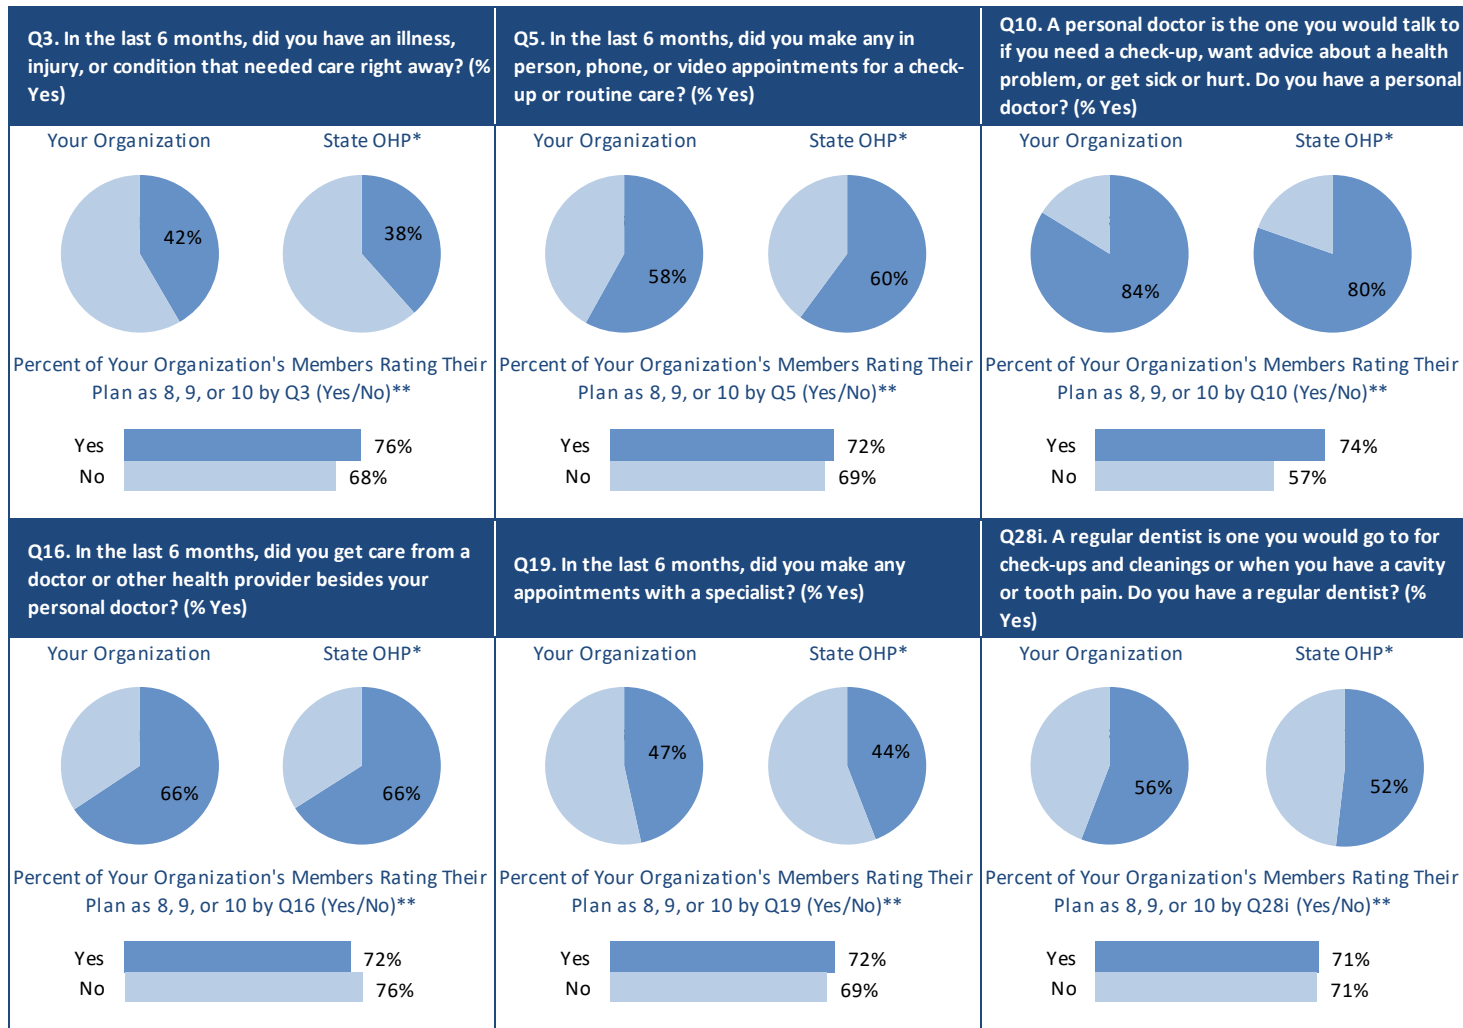 Q3. In the last 6 months, did you have an illness,
injury, or condition that needed care right away? (%
Yes)
Your Organization
State OHP*
42%
38%
Percent of Your Organization's Members Rating Their
Plan as 8, 9, or 10 by Q3 (Yes/No)**
Yes
76%
No
68%
Q5. In the last 6 months, did you make any in
person, phone, or video appointments for a check-
up or routine care? (% Yes)
Your Organization
State OHP*
58%
60%
Percent of Your Organization's Members Rating Their
Plan as 8, 9, or 10 by Q5 (Yes/No)**
Yes
72%
No
69%
Q10. A personal doctor is the one you would talk to
if you need a check-up, want advice about a health
problem, or get sick or hurt. Do you have a personal
doctor? (% Yes)
Your Organization
State OHP*
84%
80%
Percent of Your Organization's Members Rating Their
Plan as 8, 9, or 10 by Q10 (Yes/No)**
Yes
74%
No
57%
Q16. In the last 6 months, did you get care from a
doctor or other health provider besides your
personal doctor? (% Yes)
Your Organization
State OHP*
66%
66%
Percent of Your Organization's Members Rating Their
Plan as 8, 9, or 10 by Q16 (Yes/No)**
Yes
72%
No
76%
Q19. In the last 6 months, did you make any
appointments with a specialist? (% Yes)
Your Organization
State OHP*
47%
44%
Percent of Your Organization's Members Rating Their
Plan as 8, 9, or 10 by Q19 (Yes/No)**
Yes
72%
No
69%
Q28i. A regular dentist is one you would go to for
check-ups and cleanings or when you have a cavity
or tooth pain. Do you have a regular dentist? (%
Yes)
Your Organization
State OHP*
56%
52%
Percent of Your Organization's Members Rating Their
Plan as 8, 9, or 10 by Q28i (Yes/No)**
Yes
71%
No
71%